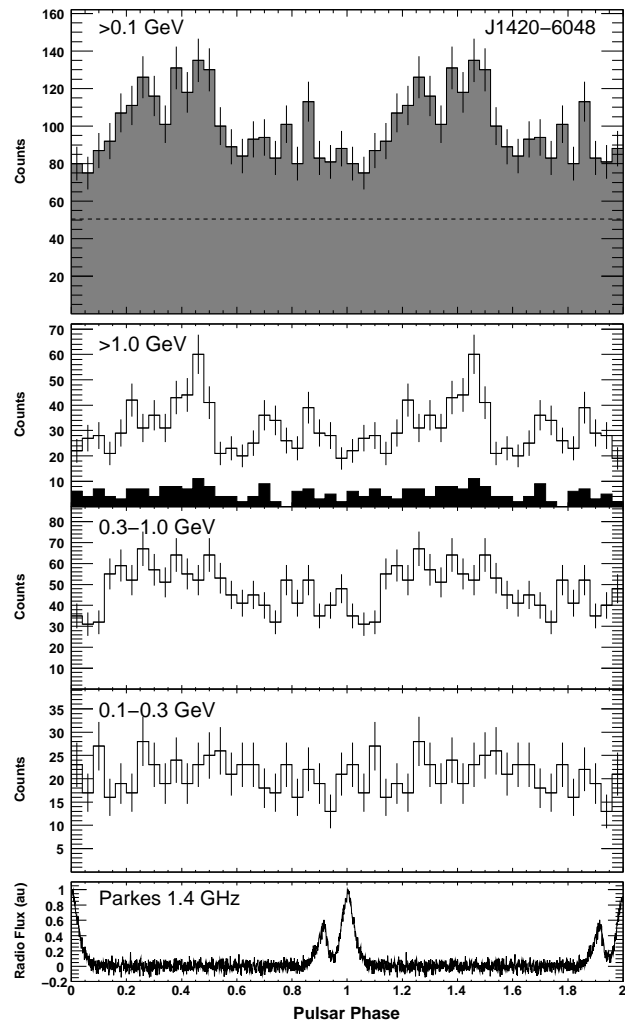 >0.1 GeV
J1420−6048
Counts
160
140
120
100
80
60
40
20
>1.0 GeV
Counts
70
60
50
40
30
20
10
0.3−1.0 GeV
Counts
80
70
60
50
40
30
20
10
0.1−0.3 GeV
Counts
35
30
25
20
15
10
5
Parkes 1.4 GHz
Radio Flux (au)
1
0.8
0.6
0.4
0.2
0
−0.2
0 0.2 0.4 0.6 0.8 1 1.2 1.4 1.6 1.8 2
Pulsar Phase